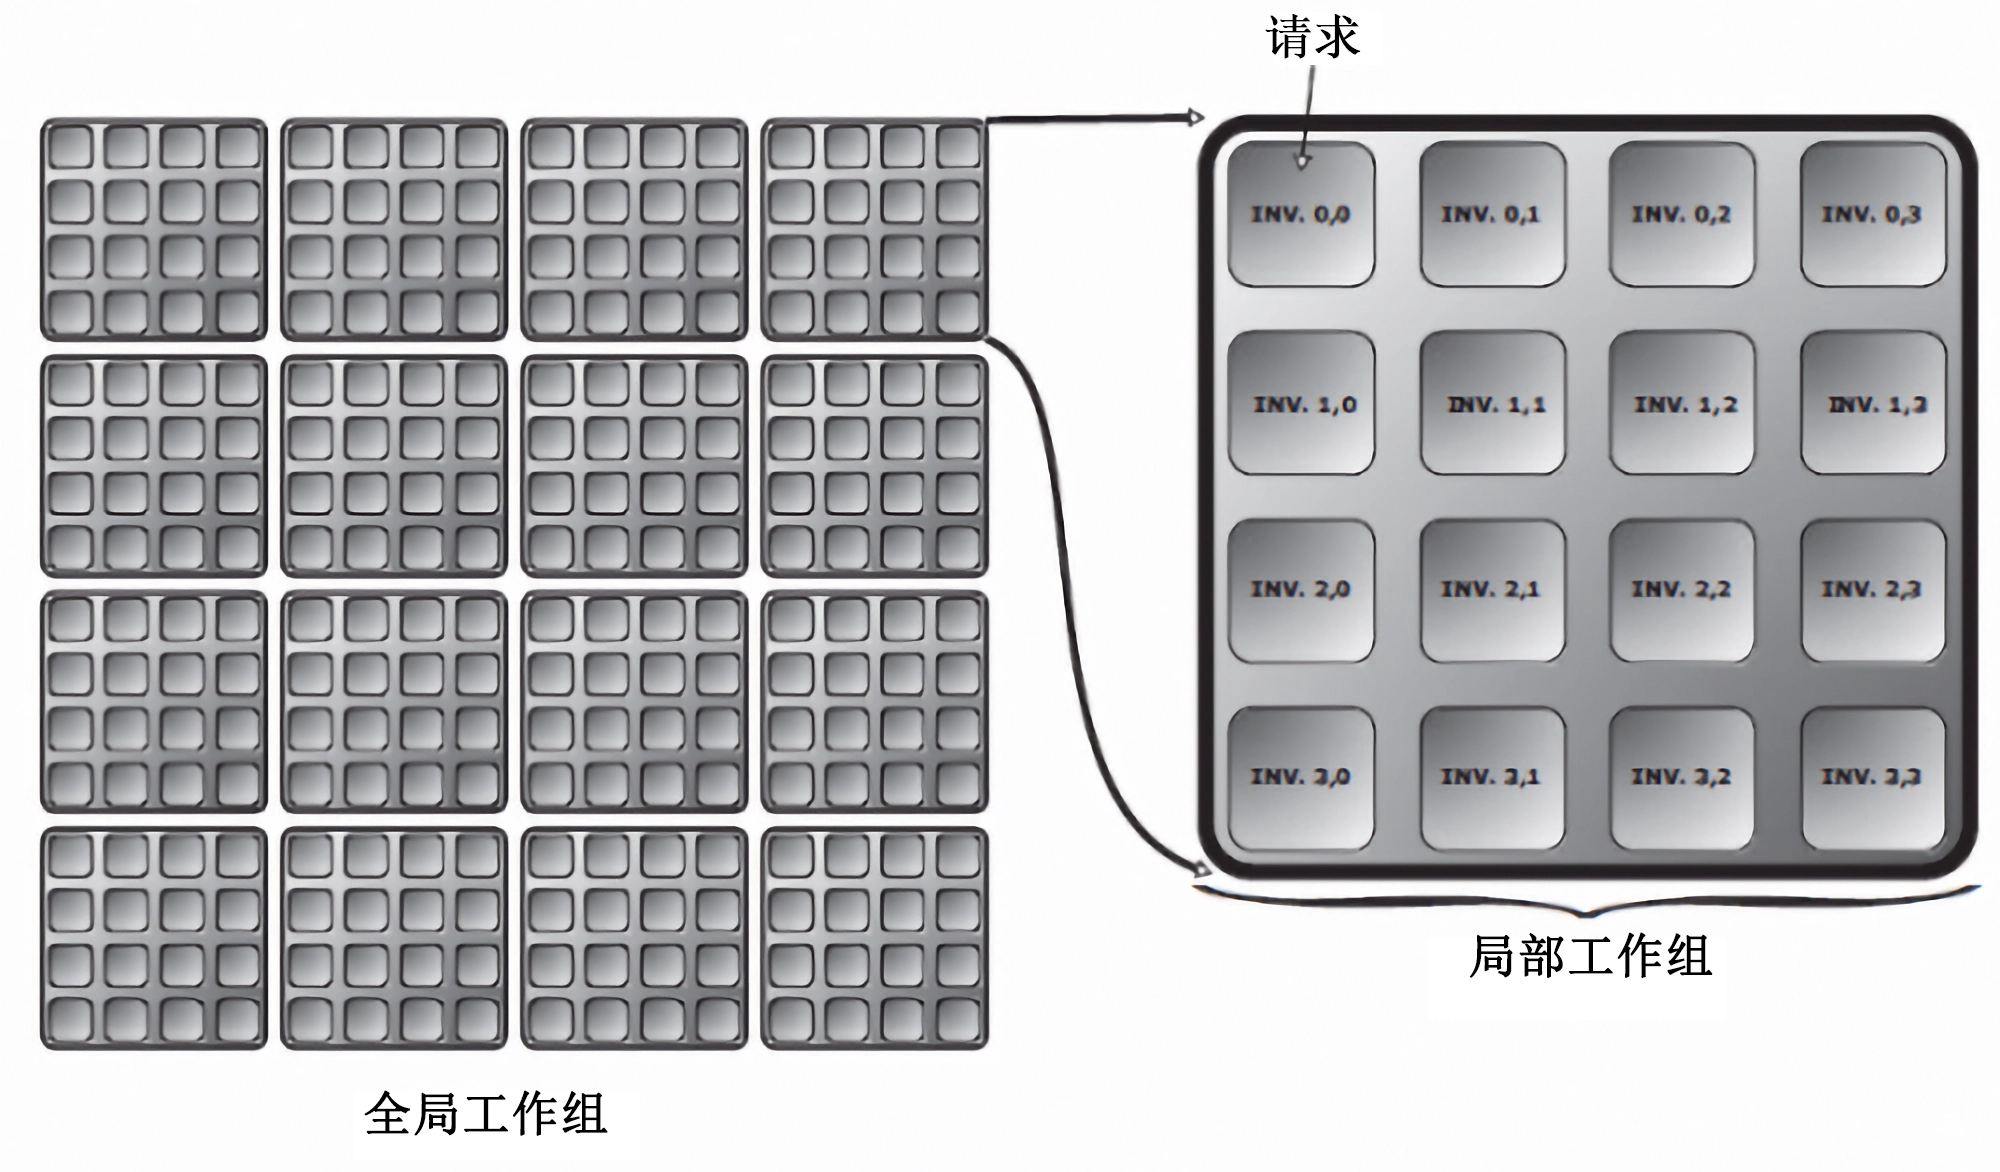 请求
INV. 0,0 INV. 0,1 INV. 0,2 INV. 0,3
INV. 1,0 INV. 1,1 INV. 1,2 INV. 1,3
INV. 2,0 INV. 2,1 INV. 2,2 INV. 2,3
INV. 3,0 INV. 3,1 INV. 3,2 INV. 3,3
局部工作组
全局工作组